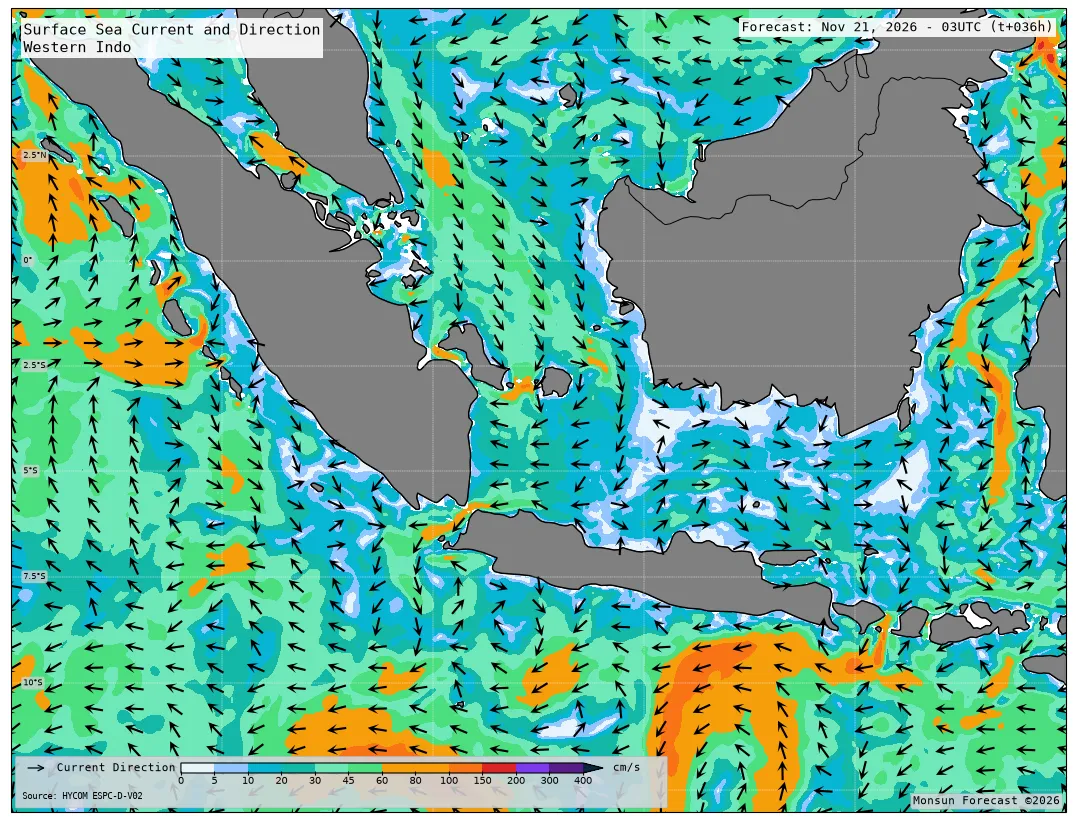 Surface Sea Current and Direction
Western Indo
Forecast: Nov 21, 2026 - 03UTC (t+036h)
2.5°N
0°
2.5°S
5°S
7.5°S
10°S
Current Direction
0 5 10 20 30 45 60 80 100 150 200 300 400 cm/s
Source: HYCOM ESPC-D-V02
Monsun Forecast ©2026